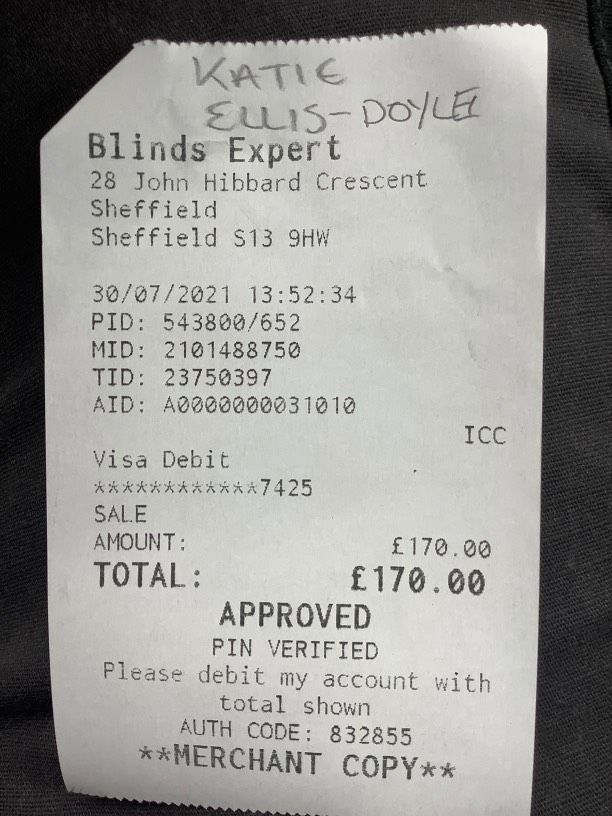 KATIE
ELLIS-DOYLE
Blinds Expert
28 John Hibbard Crescent
Sheffield
Sheffield S13 9HW
30/07/2021 13:52:34
PID: 543800/652
MID: 2101488750
TID: 23750397
AID: A0000000031010
ICC
Visa Debit
************7425
SALE
AMOUNT: £170.00
TOTAL: £170.00
APPROVED
PIN VERIFIED
Please debit my account with
total shown
AUTH CODE: 832855
**MERCHANT COPY**